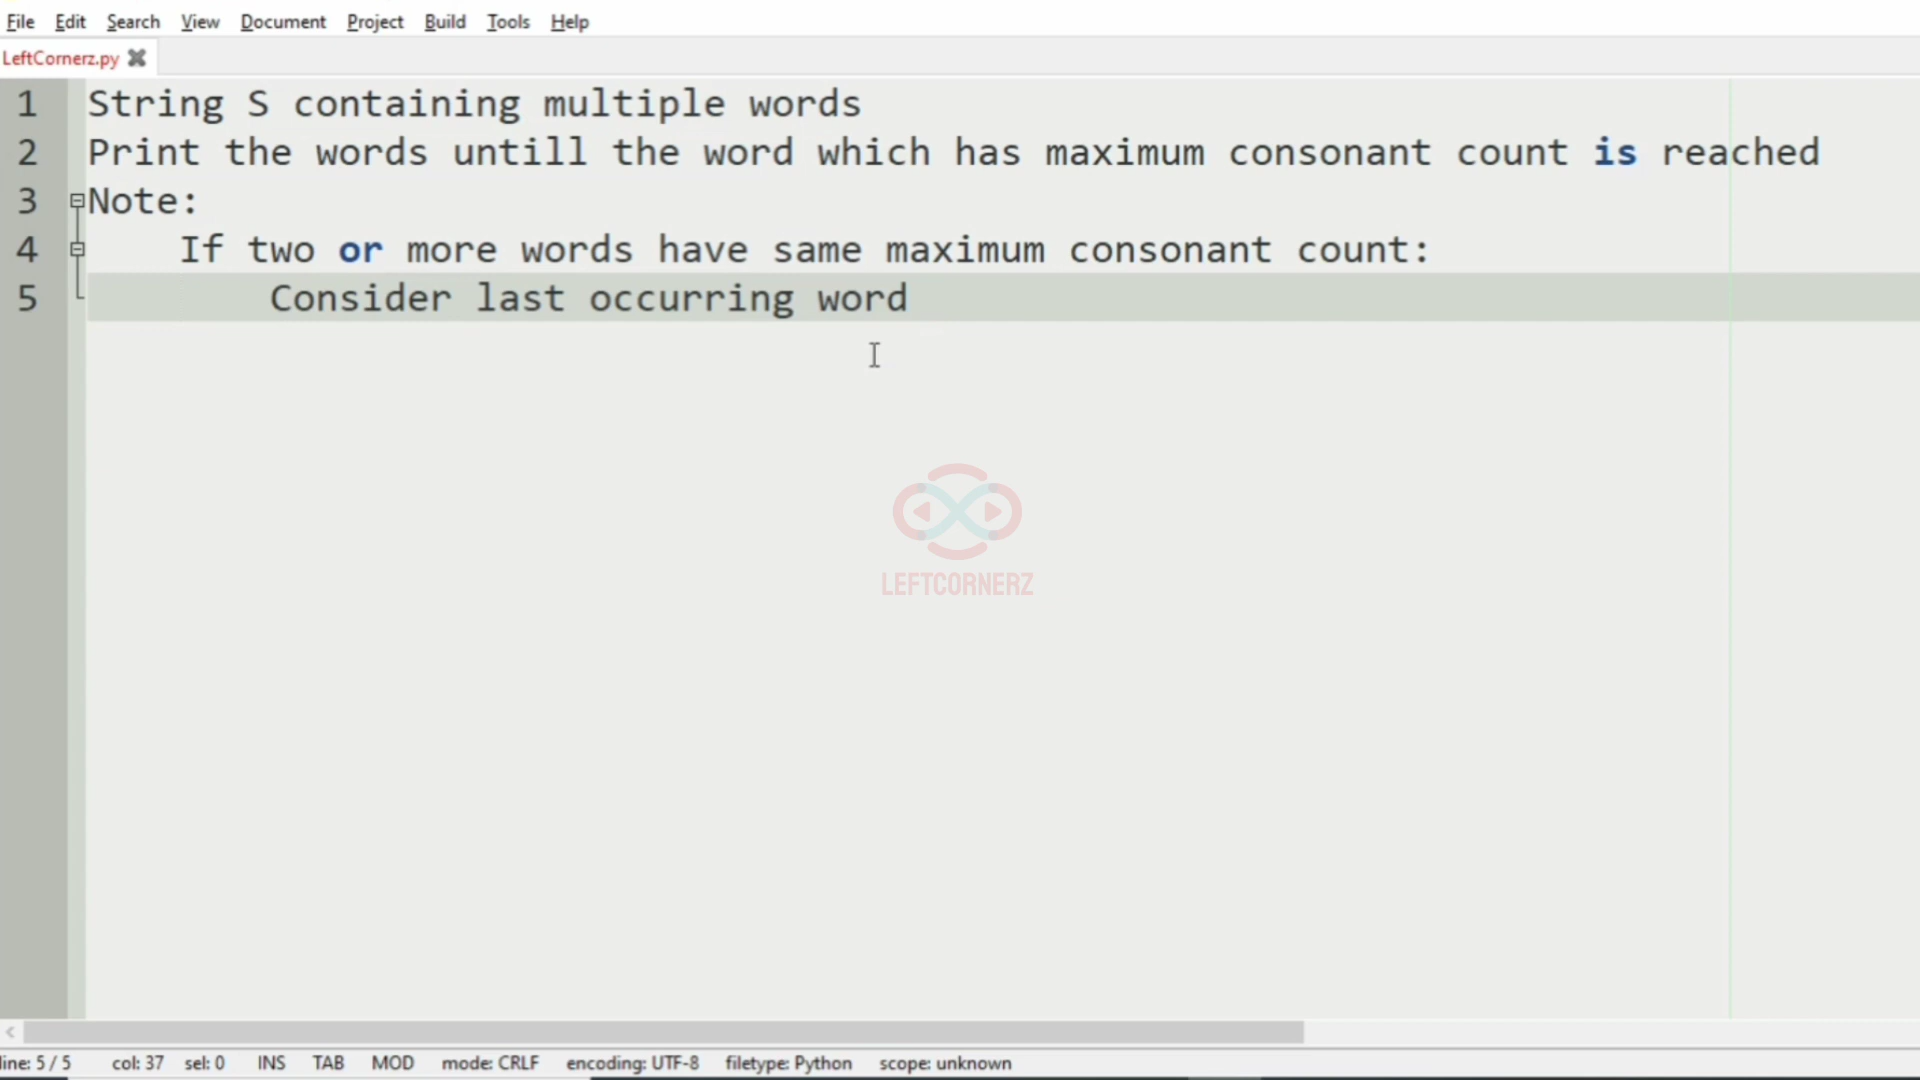 File Edit Search View Document Project Build Tools Help
LeftCornerz.py
1 String S containing multiple words
2 Print the words untill the word which has maximum consonant count is reached
3 Note:
4 If two or more words have same maximum consonant count:
5 Consider last occurring word
LEFTCORNERZ
line: 5 / 5 col: 37 sel: 0 INS TAB MOD mode: CRLF encoding: UTF-8 filetype: Python scope: unknown